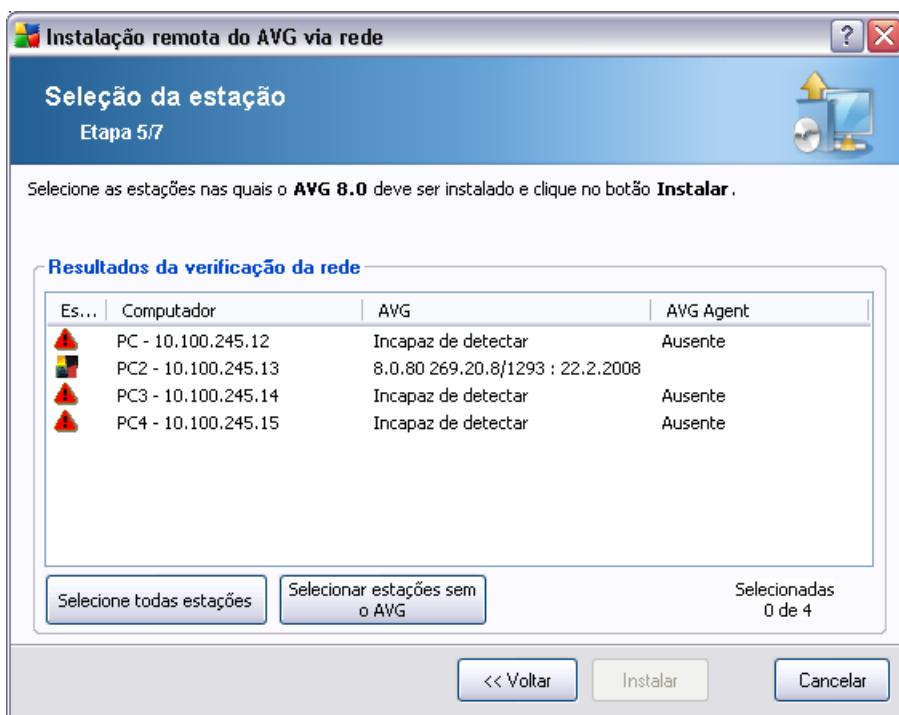 Instalação remota do AVG via rede
Seleção da estação
Etapa 5/7
Selecione as estações nas quais o AVG 8.0 deve ser instalado e clique no botão Instalar.
Resultados da verificação da rede
Es... Computador AVG AVG Agent
PC - 10.100.245.12 Incapaz de detectar Ausente
PC2 - 10.100.245.13 8.0.80 269.20.8/1293 : 22.2.2008
PC3 - 10.100.245.14 Incapaz de detectar Ausente
PC4 - 10.100.245.15 Incapaz de detectar Ausente
Selecione todas estações
Selecionar estações sem
o AVG
Selecionadas
0 de 4
<< Voltar Instalar Cancelar